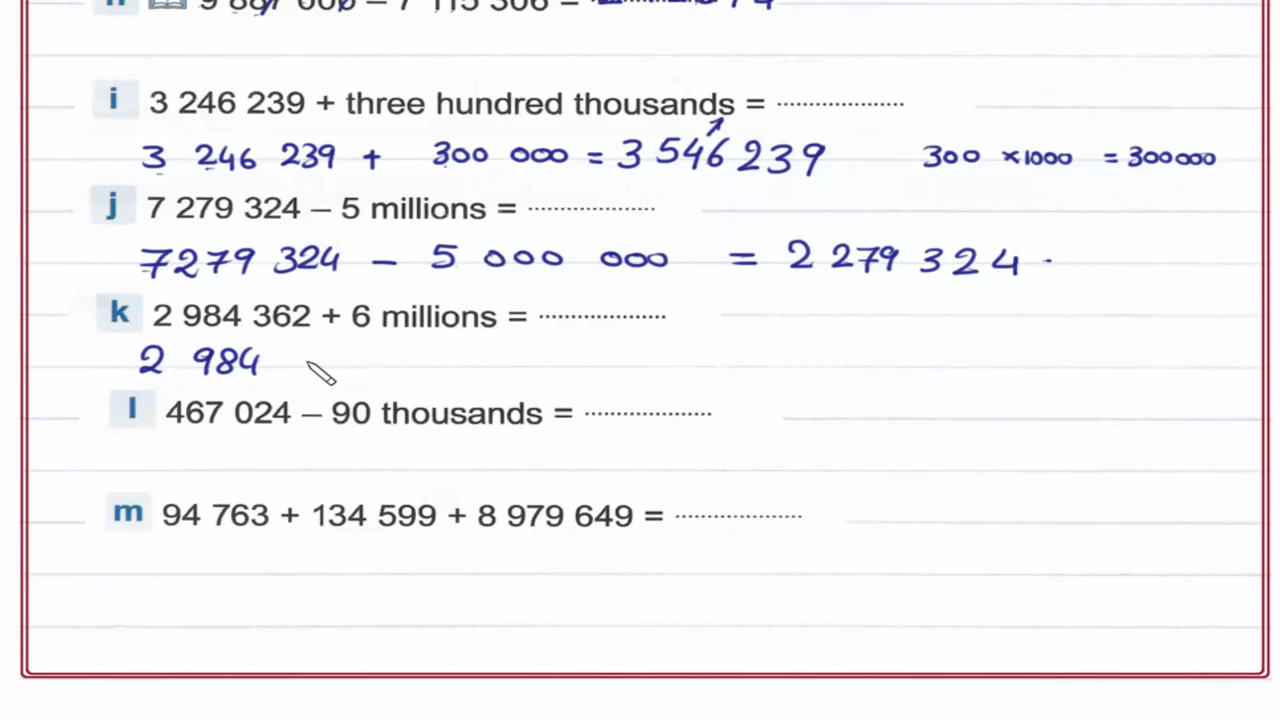 i 3 246 239 + three hundred thousands = ....................
3 246 239 + 300 000 = 3 546 239 300 ×1000 = 300000
j 7 279 324 – 5 millions = ....................
7279 324 – 5 000 000 = 2 279 324 .
k 2 984 362 + 6 millions = ....................
2 984
l 467 024 – 90 thousands = ....................
m 94 763 + 134 599 + 8 979 649 = ....................